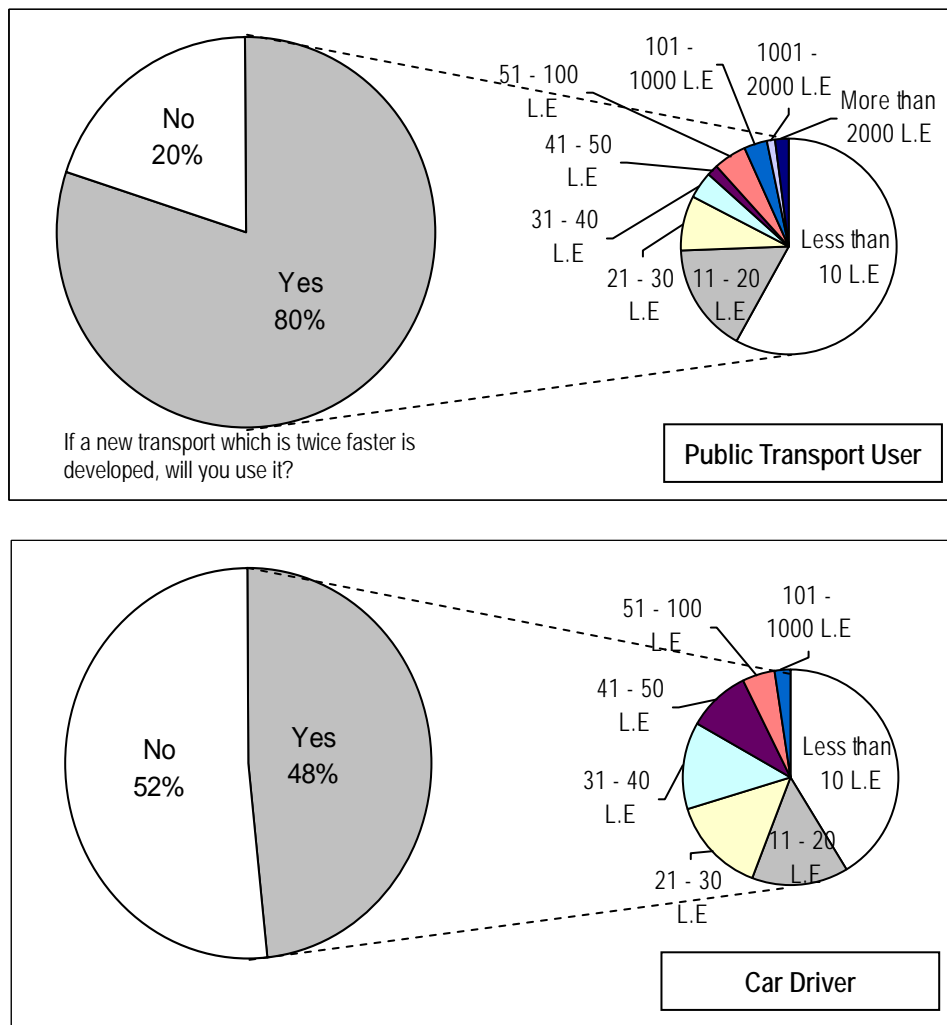 No
20%
Yes
80%
If a new transport which is twice faster is
developed, will you use it?
51 - 100
L.E
101 -
1000 L.E
1001 -
2000 L.E
More than
2000 L.E
41 - 50
L.E
31 - 40
L.E
21 - 30
L.E
11 - 20
L.E
Less than
10 L.E
Public Transport User
No
52%
Yes
48%
51 - 100
L.E
101 -
1000 L.E
41 - 50
L.E
31 - 40
L.E
21 - 30
L.E
11 - 20
L.E
Less than
10 L.E
Car Driver